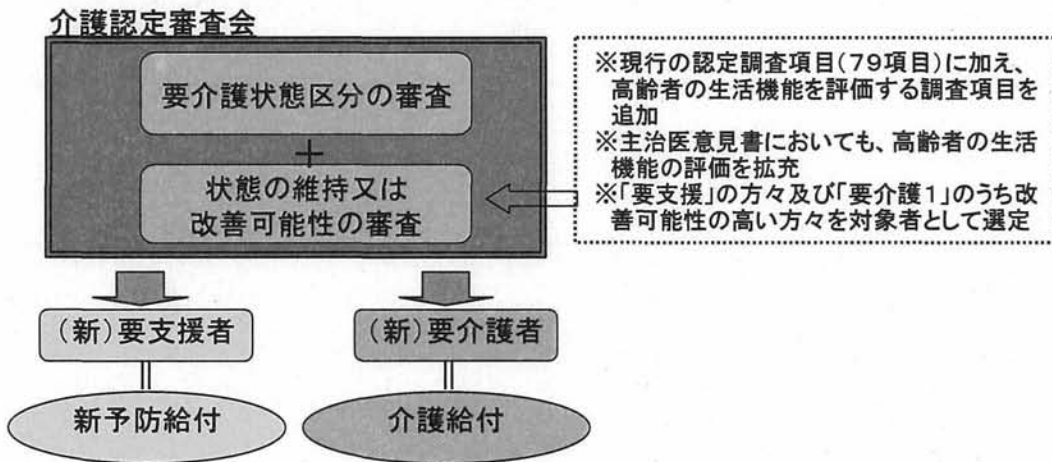 介護認定審査会
要介護状態区分の審査
+
状態の維持又は
改善可能性の審査
※現行の認定調査項目(79項目)に加え、
高齢者の生活機能を評価する調査項目を
追加
※主治医意見書においても、高齢者の生活
機能の評価を拡充
※「要支援」の方々及び「要介護1」のうち改
善可能性の高い方々を対象者として選定
(新)要支援者
(新)要介護者
新予防給付
介護給付